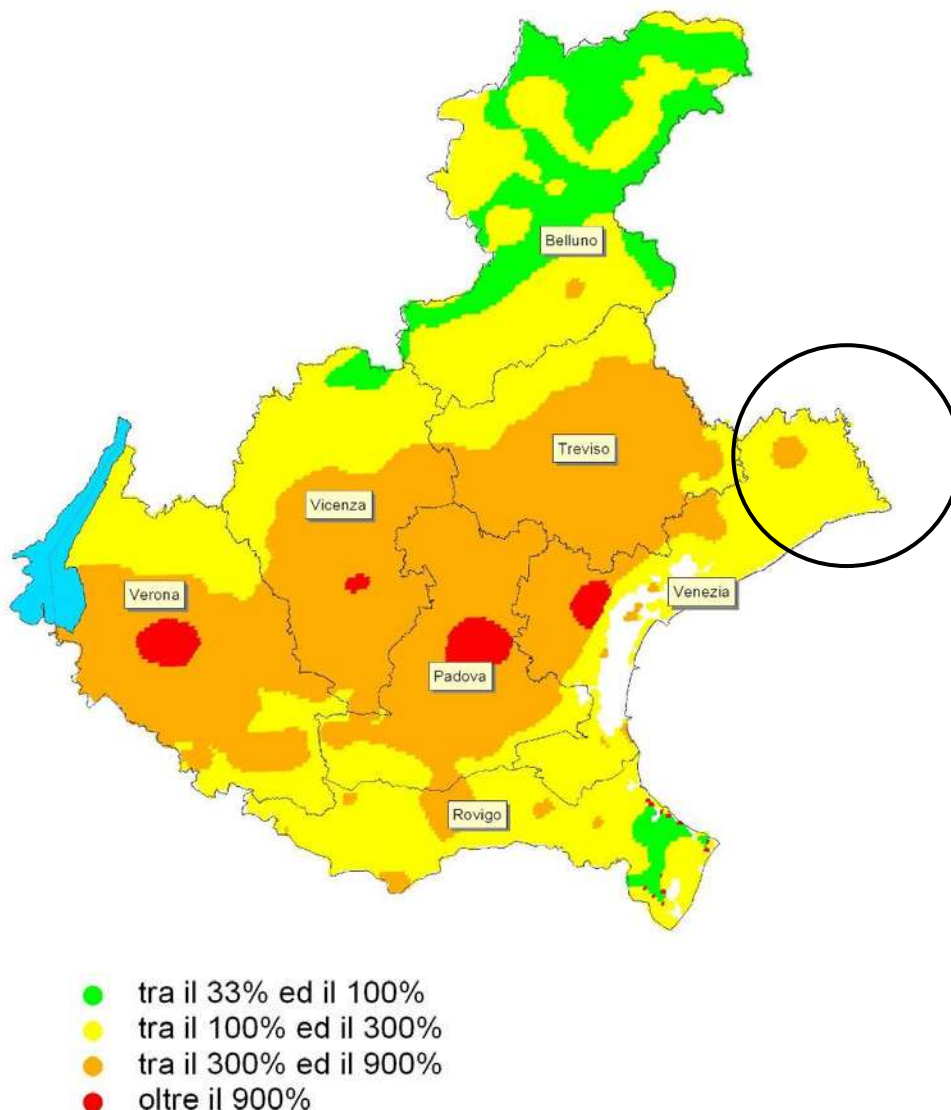 Belluno
Treviso
Vicenza
Verona
Venezia
Padova
Rovigo
tra il 33% ed il 100%
tra il 100% ed il 300%
tra il 300% ed il 900%
oltre il 900%